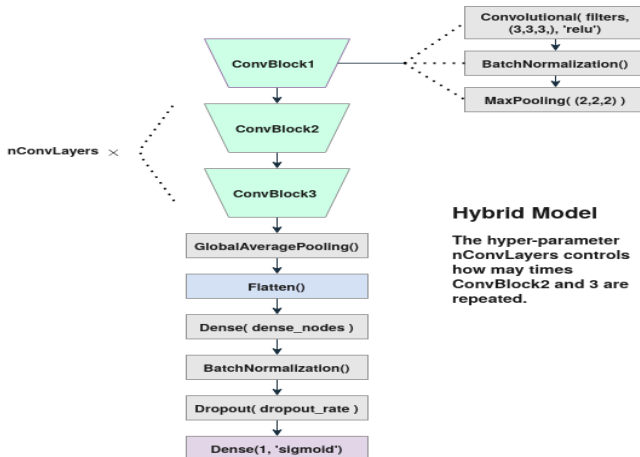 Convolutional( filters,
(3,3,3,), 'relu')
ConvBlock1
BatchNormalization()
MaxPooling( (2,2,2) )
ConvBlock2
nConvLayers ×
ConvBlock3
Hybrid Model
The hyper-parameter
nConvLayers controls
how may times
ConvBlock2 and 3 are
repeated.
GlobalAveragePooling()
Flatten()
Dense( dense_nodes )
BatchNormalization()
Dropout( dropout_rate )
Dense(1, 'sigmoid')